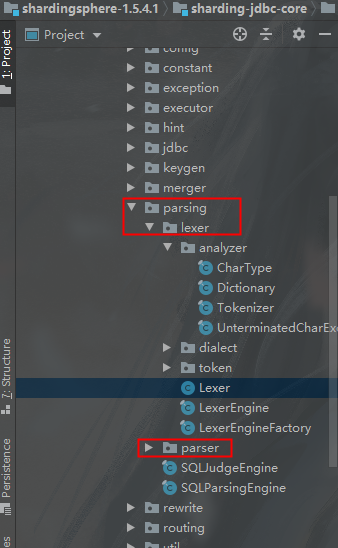 shardingsphere-1.5.4.1 sharding-jdbc-core
1: Project
Project
config
constant
exception
executor
hint
jdbc
keygen
merger
parsing
lexer
analyzer
CharType
Dictionary
Tokenizer
UnterminatedCharExc
dialect
token
Lexer
LexerEngine
LexerEngineFactory
parser
SQLJudgeEngine
SQLParsingEngine
rewrite
routing
util
7: Structure
Persistence